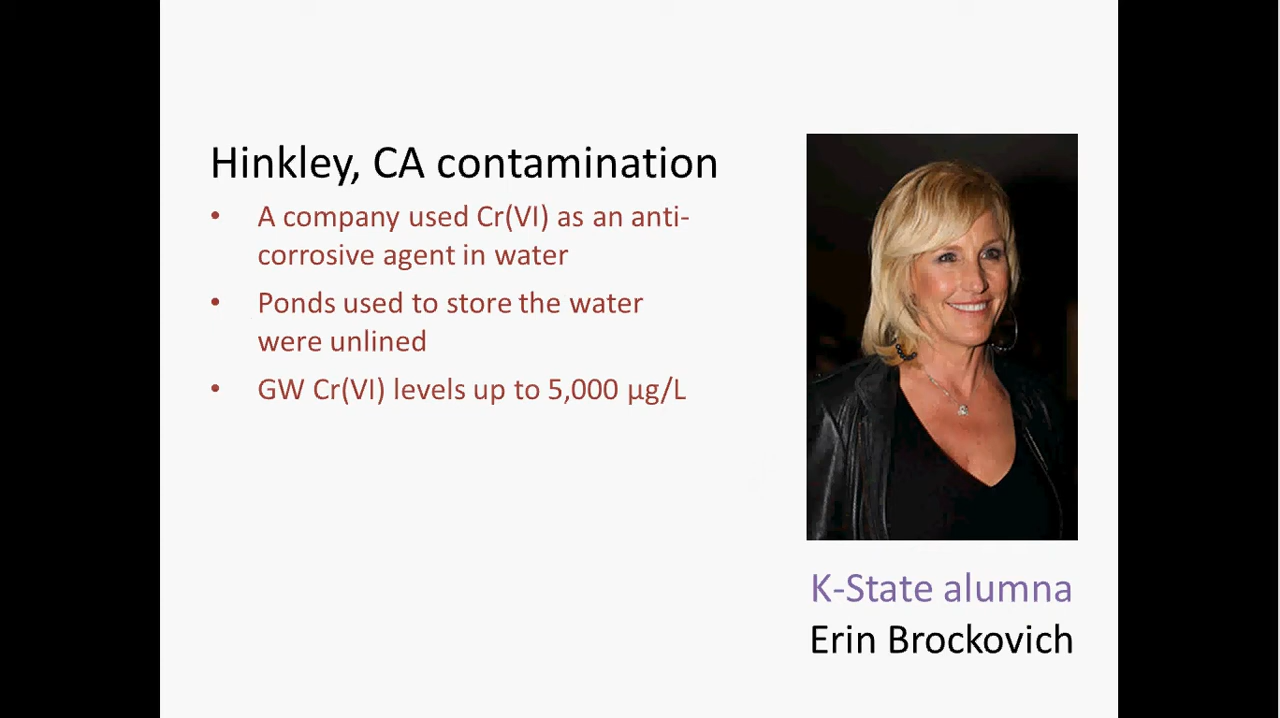 Hinkley, CA contamination
• A company used Cr(VI) as an anti-
corrosive agent in water
• Ponds used to store the water
were unlined
• GW Cr(VI) levels up to 5,000 µg/L
K-State alumna
Erin Brockovich